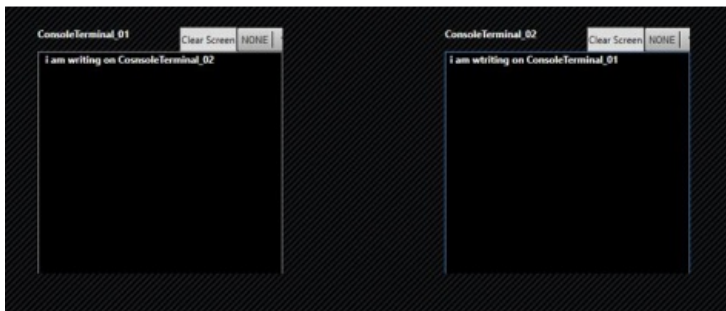 ConsoleTerminal_01
Clear Screen NONE
i am writing on CosnsoleTerminal_02
ConsoleTerminal_02
Clear Screen NONE
i am wtriting on ConsoleTerminal_01